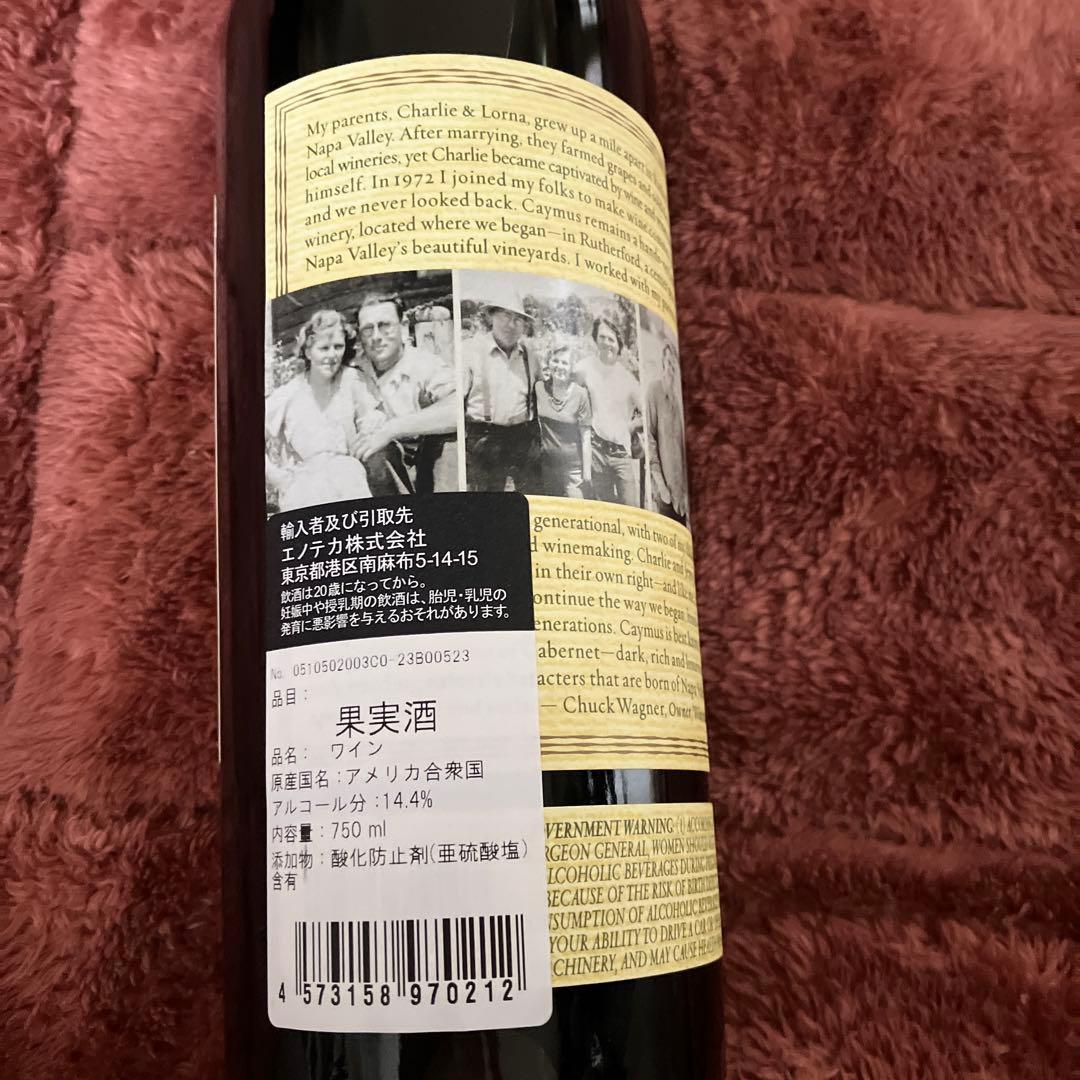 My parents, Charlie & Lorna, grew up a mile apart in
Napa Valley. After marrying, they farmed grapes and
local wineries, yet Charlie became captivated by wine and
himself. In 1972 I joined my folks to make wine
and we never looked back. Caymus remains a
winery, located where we began—in Rutherford, a
Napa Valley's beautiful vineyards. I worked with my
generational, with two of
winemaking. Charlie and
in their own right—and
ontinue the way we began
enerations. Caymus is best
abernet—dark, rich and
acters that are born of Napa
— Chuck Wagner, Owner
輸入者及び引取先
エノテカ株式会社
東京都港区南麻布5-14-15
飲酒は20歳になってから。
妊娠中や授乳期の飲酒は、胎児・乳児の
発育に悪影響を与えるおそれがあります。
No. 0510502003C0-23B00523
品目:
果実酒
品名: ワイン
原産国名:アメリカ合衆国
アルコール分:14.4%
内容量:750 ml
添加物:酸化防止剤(亜硫酸塩)
含有
4 573158 970212
VERNMENT WARNING: (1)
RGEON GENERAL, WOMEN SHOULD
LCOHOLIC BEVERAGES DURING
BECAUSE OF THE RISK OF BIRTH
NSUMPTION OF ALCOHOLIC
YOUR ABILITY TO DRIVE A CAR OR
CHINERY, AND MAY CAUSE